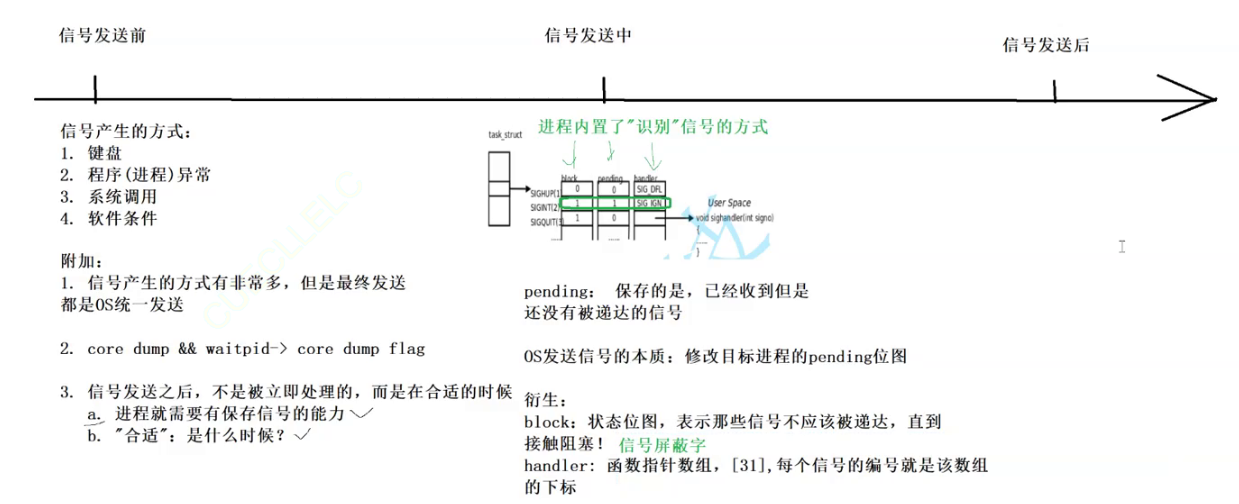 信号发送前
信号发送中
信号发送后
信号产生的方式:
1. 键盘
2. 程序(进程)异常
3. 系统调用
4. 软件条件
附加:
1. 信号产生的方式有非常多，但是最终发送
都是OS统一发送
2. core dump && waitpid-> core dump flag
3. 信号发送之后，不是被立即处理的，而是在合适的时候
a. 进程就需要有保存信号的能力
b. "合适": 是什么时候?
进程内置了"识别"信号的方式
task_struct
block pending handler
SIGHUP(1) 0 0 SIG_DFL
SIGINT(2) 1 1 SIG_IGN
SIGQUIT(3) 1 0
User Space
void sighandler(int signo)
{
}
pending: 保存的是，已经收到但是
还没有被递达的信号
OS发送信号的本质: 修改目标进程的pending位图
衍生:
block: 状态位图，表示那些信号不应该被递达，直到
接触阻塞! 信号屏蔽字
handler: 函数指针数组，[31],每个信号的编号就是该数组
的下标